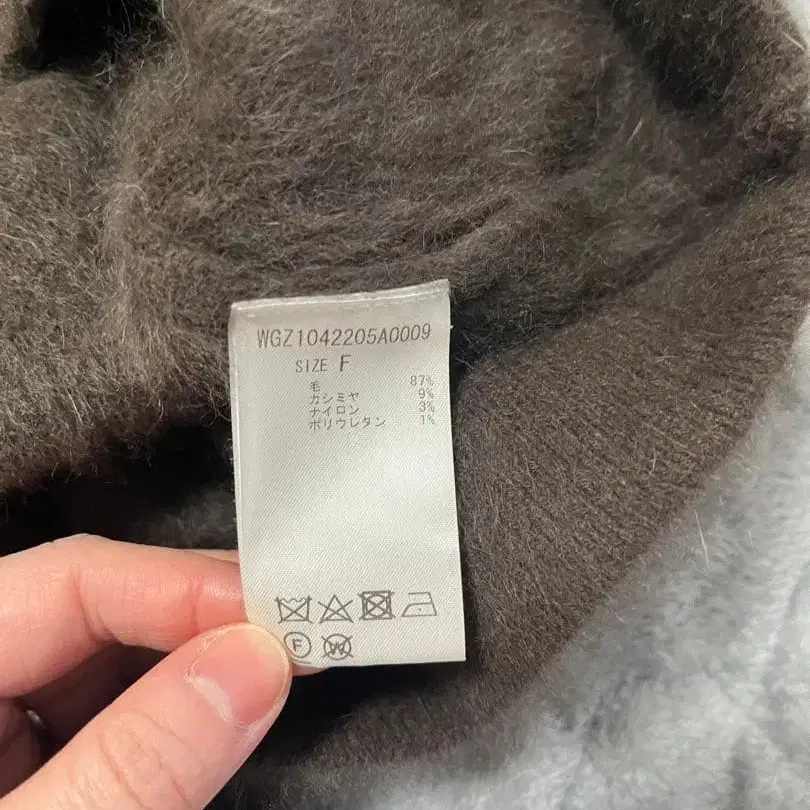 WGZ1042205A0009
SIZE F
毛 87%
カシミヤ 9%
ナイロン 3%
ポリウレタン 1%
F W